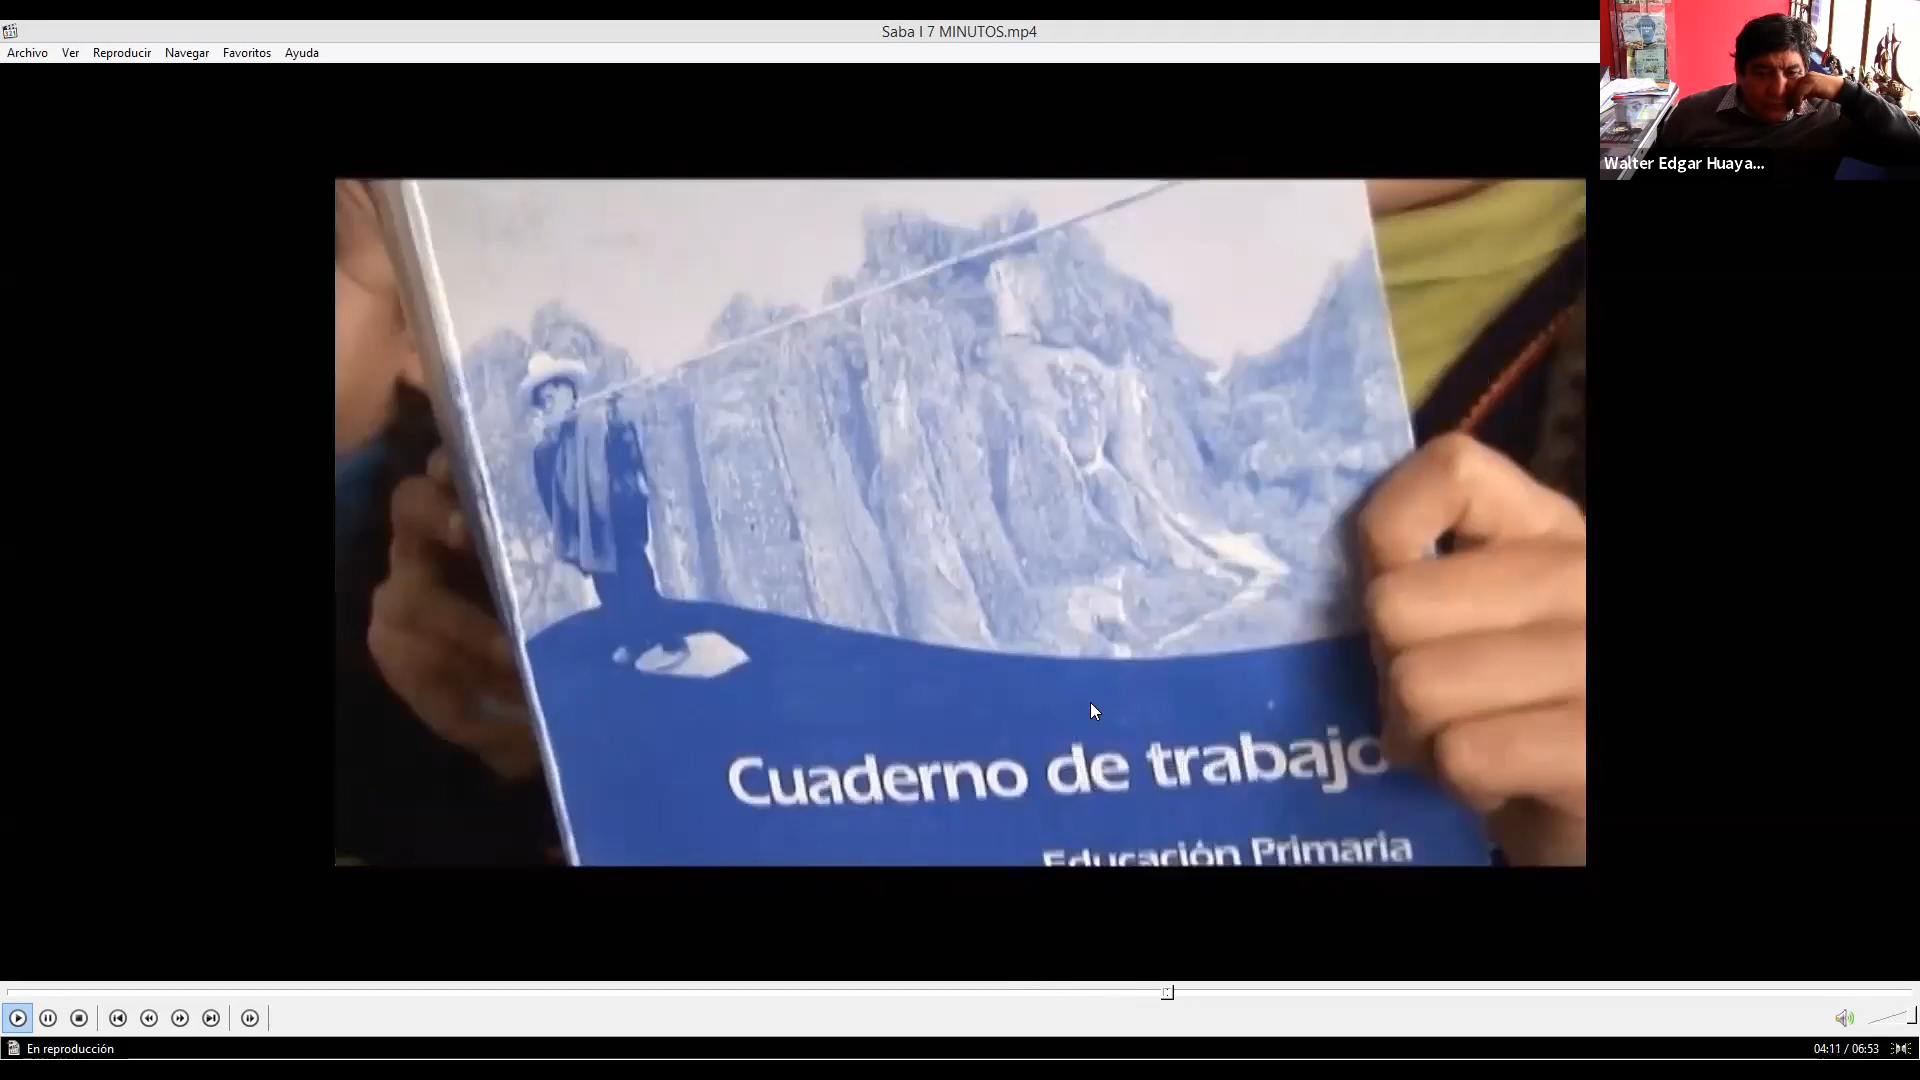 Saba I 7 MINUTOS.mp4
Archivo Ver Reproducir Navegar Favoritos Ayuda
Walter Edgar Huaya...
Cuaderno de trabajo
Educación Primaria
En reproducción
04:11 / 06:53